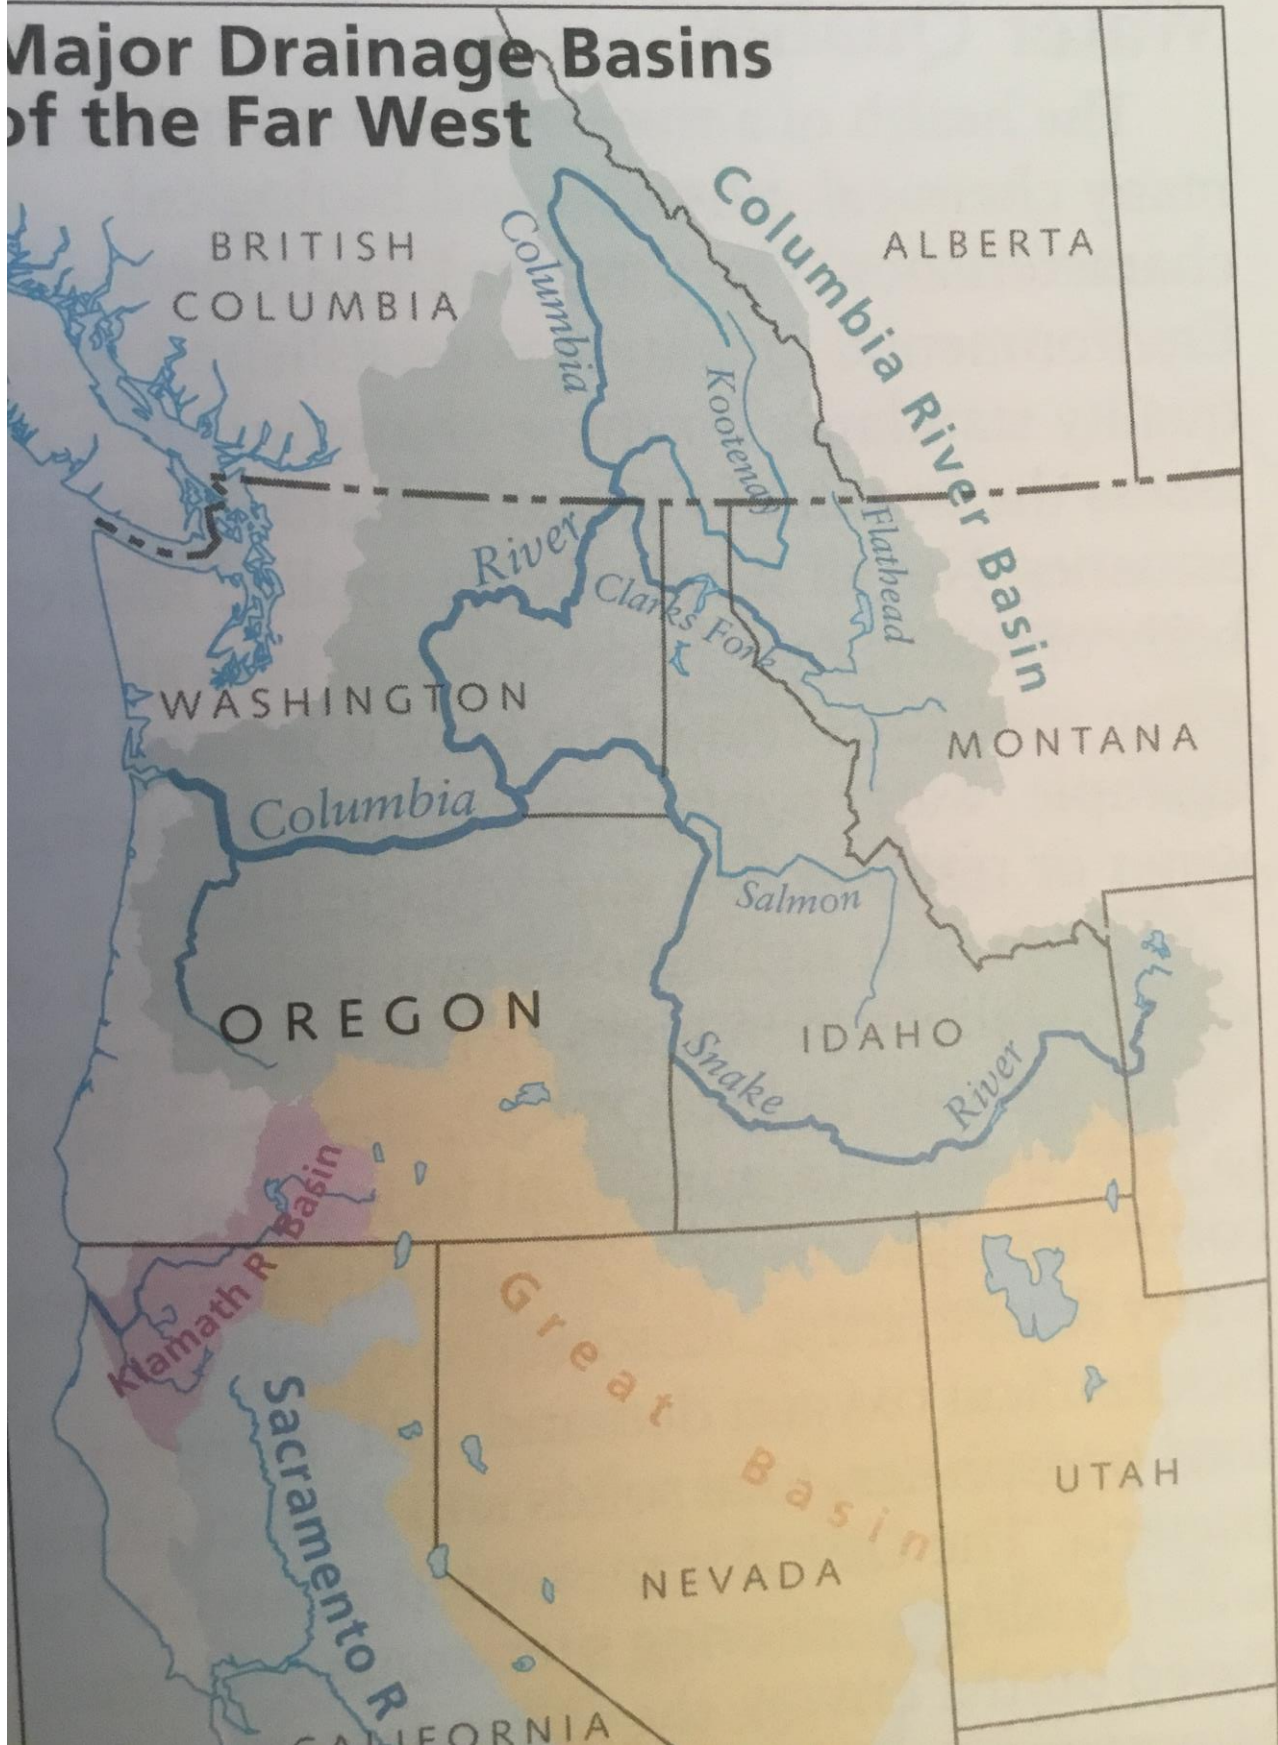 Major Drainage Basins
of the Far West
BRITISH
COLUMBIA
ALBERTA
Columbia River Basin
Columbia
Kootenay
River
Clarks Fork
Flathead
WASHINGTON
MONTANA
Columbia
Salmon
OREGON
IDAHO
Snake
River
Klamath R Basin
Great Basin
Sacramento R
UTAH
NEVADA
CALIFORNIA